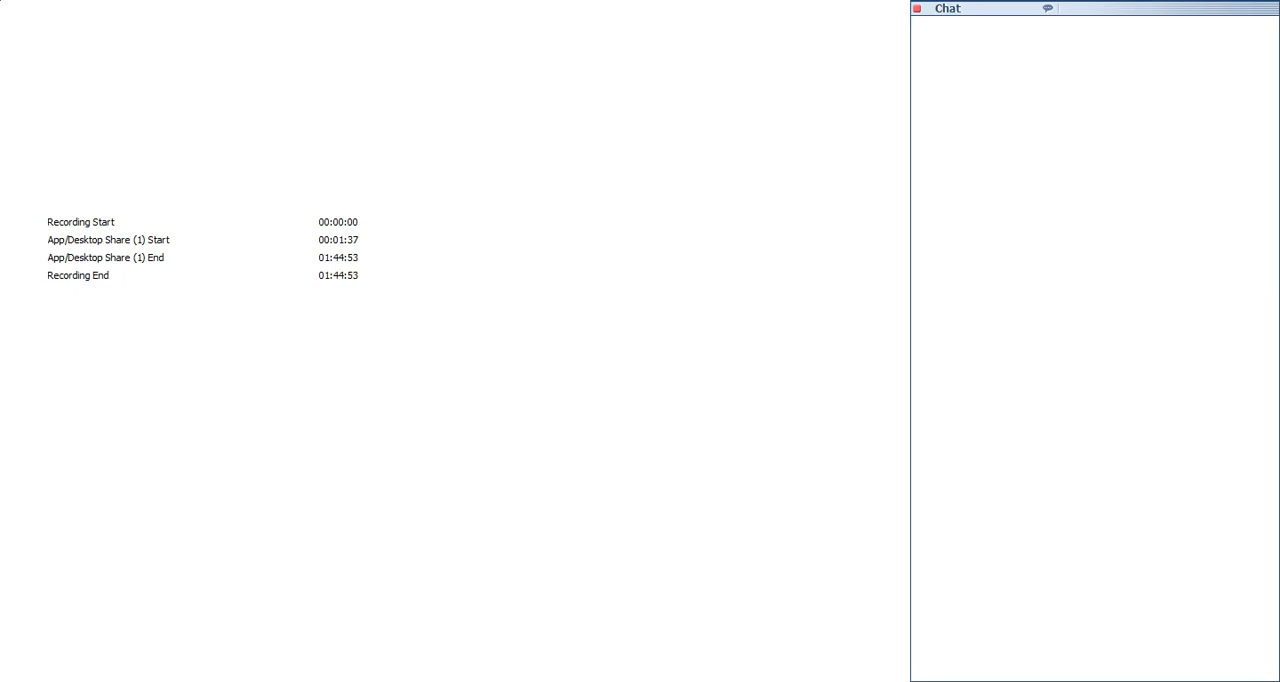 Chat
Recording Start 00:00:00
App/Desktop Share (1) Start 00:01:37
App/Desktop Share (1) End 01:44:53
Recording End 01:44:53